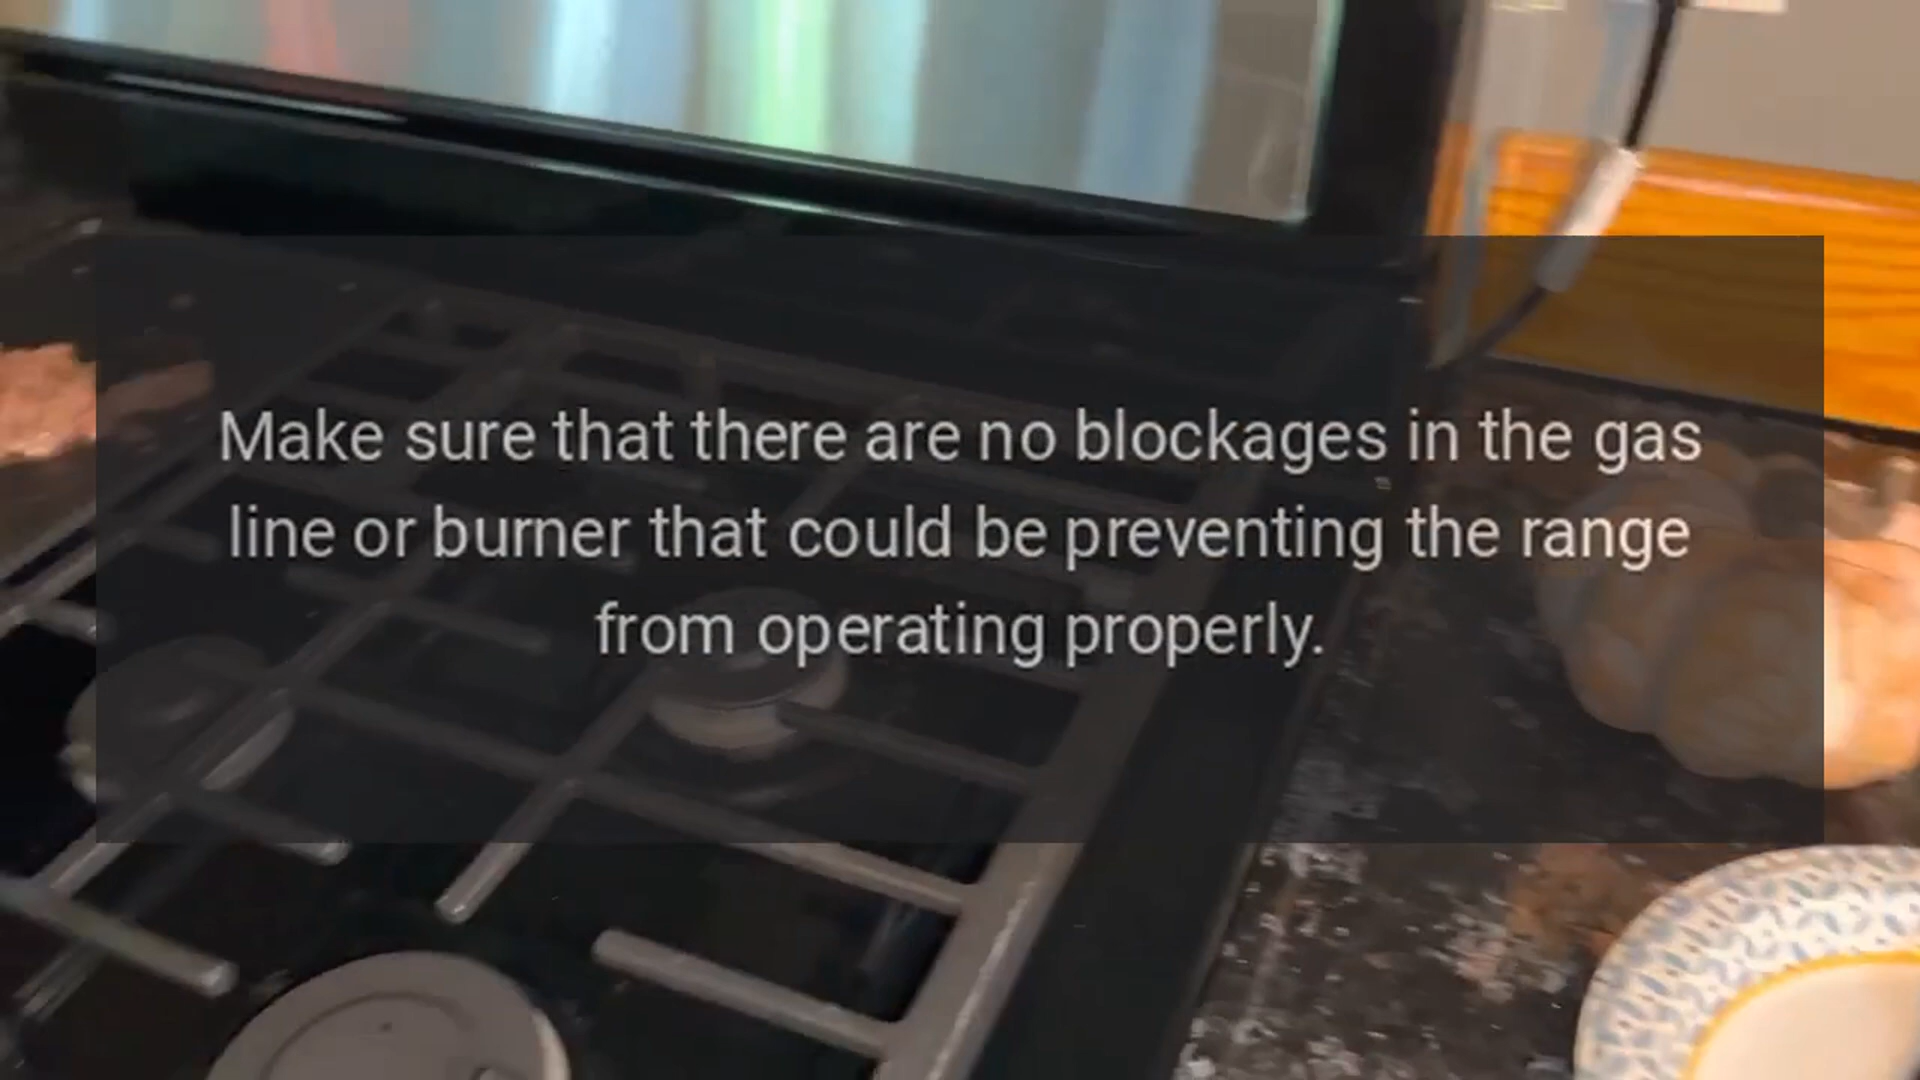 Make sure that there are no blockages in the gas
line or burner that could be preventing the range
from operating properly.